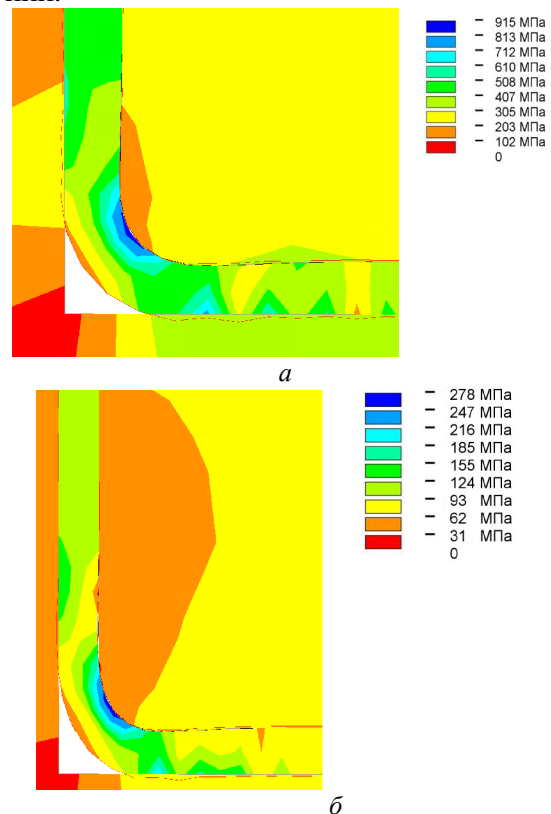 915 МПа
813 МПа
712 МПа
610 МПа
508 МПа
407 МПа
305 МПа
203 МПа
102 МПа
0
а
278 МПа
247 МПа
216 МПа
185 МПа
155 МПа
124 МПа
93 МПа
62 МПа
31 МПа
0
б